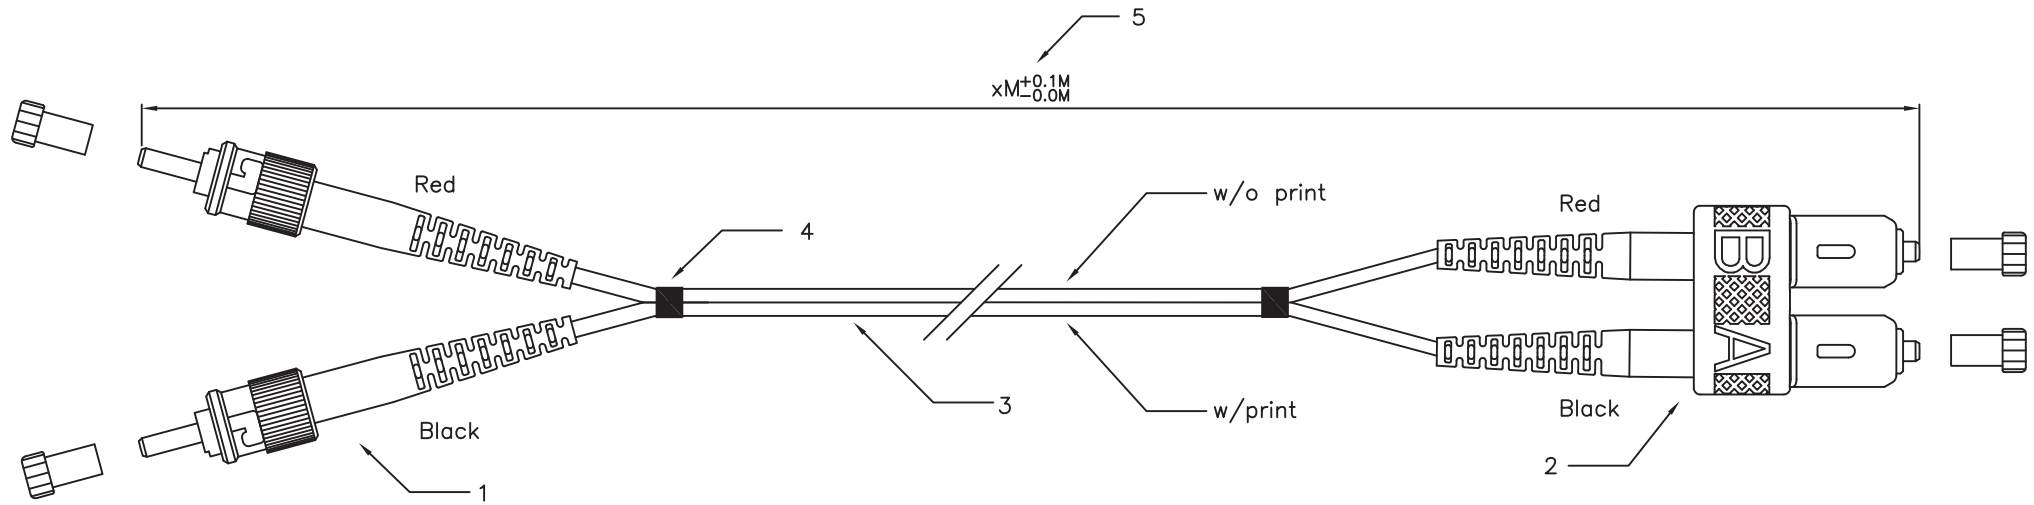 5
xM+0.1M
-0.0M
Red
w/o print
Red
4
B
A
3
w/print
Black
Black
2
1